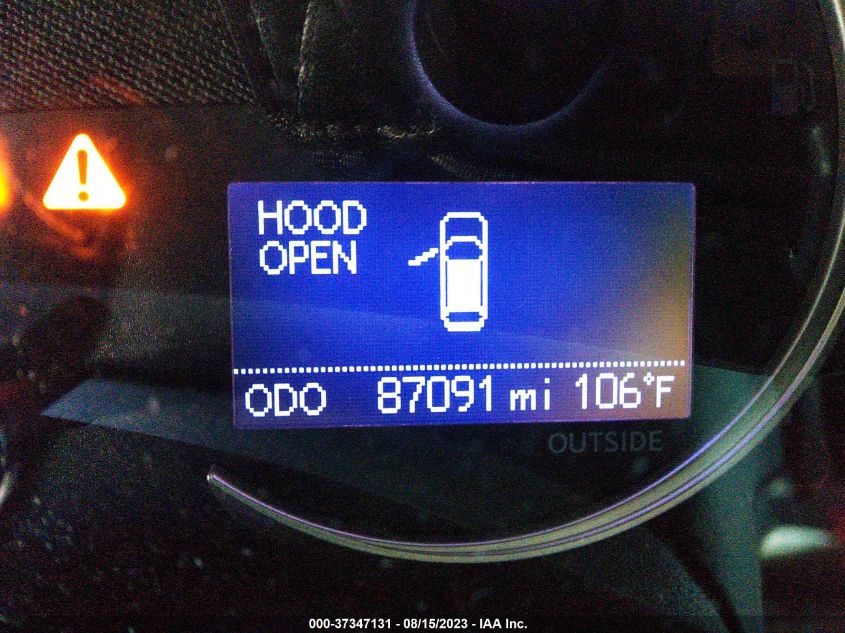 HOOD
OPEN
ODO 87091 mi 106°F
OUTSIDE
000-37347131 - 08/15/2023 - IAA Inc.